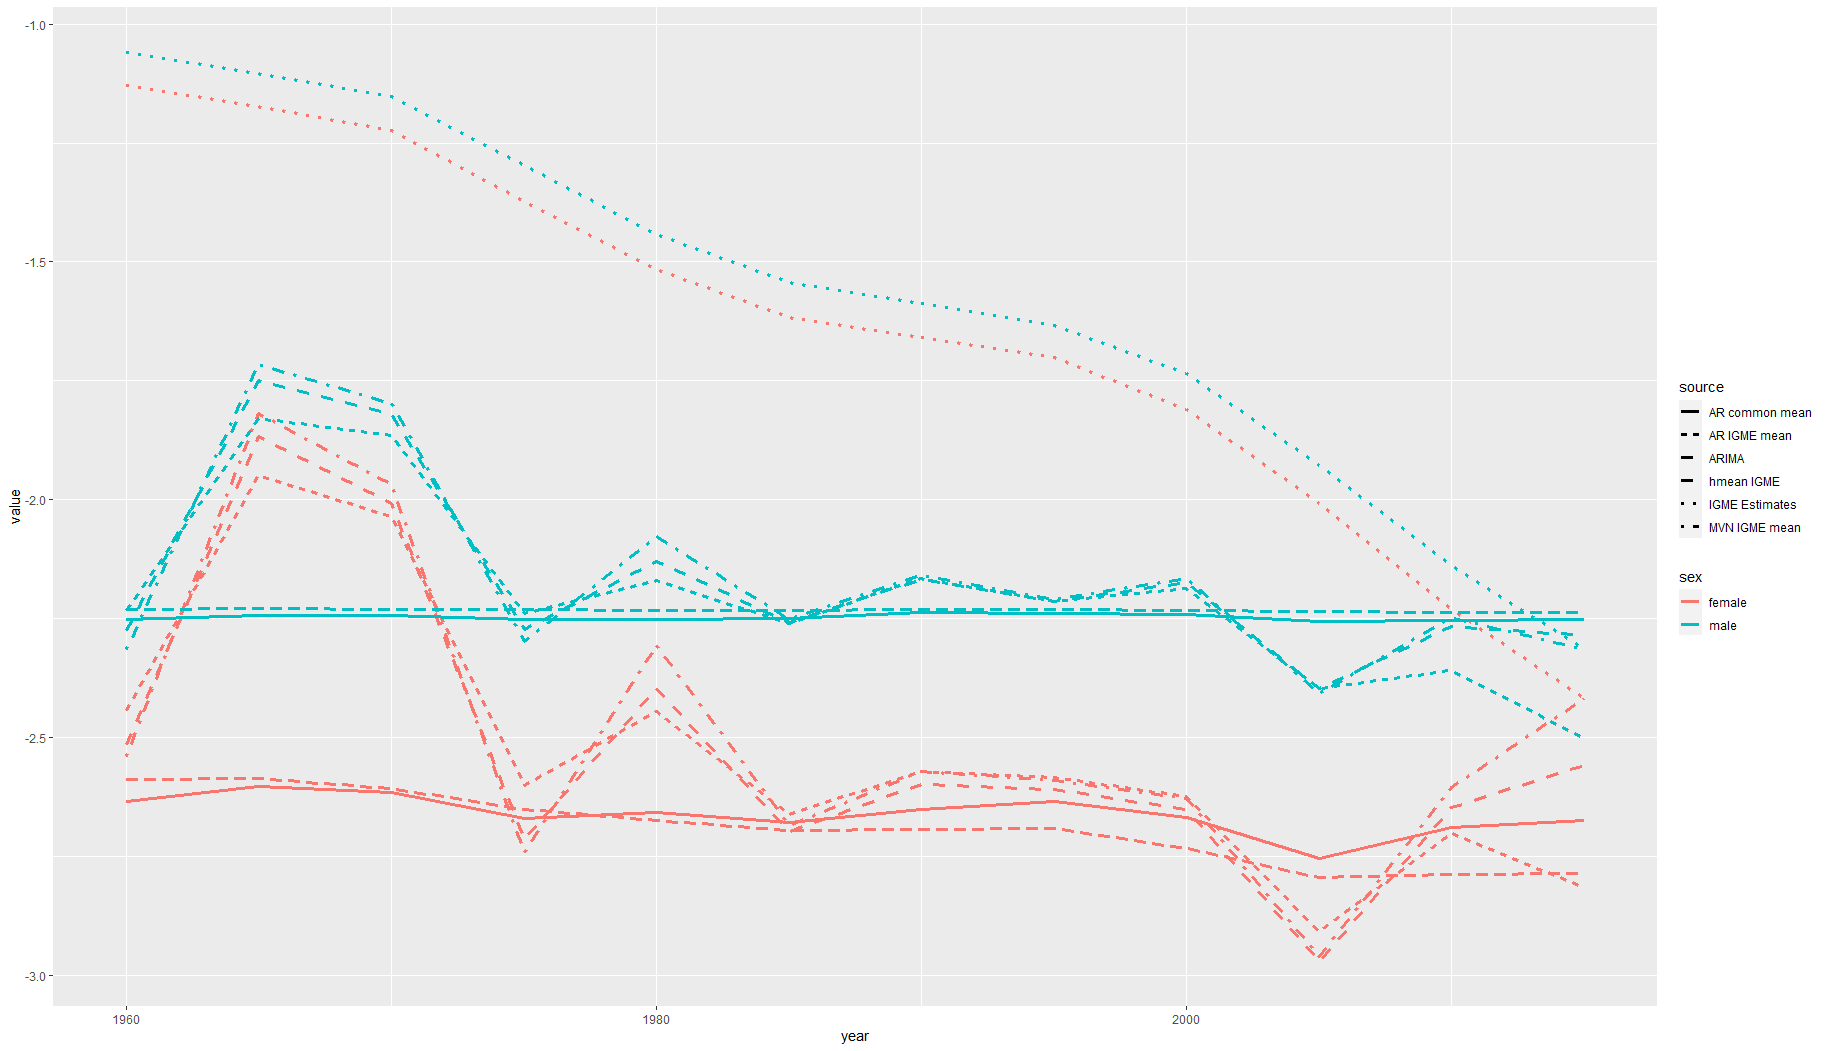 -1.0
-1.5
-2.0
-2.5
-3.0
value
1960
1980
2000
year
source
AR common mean
AR IGME mean
ARIMA
hmean IGME
IGME Estimates
MVN IGME mean
sex
female
male